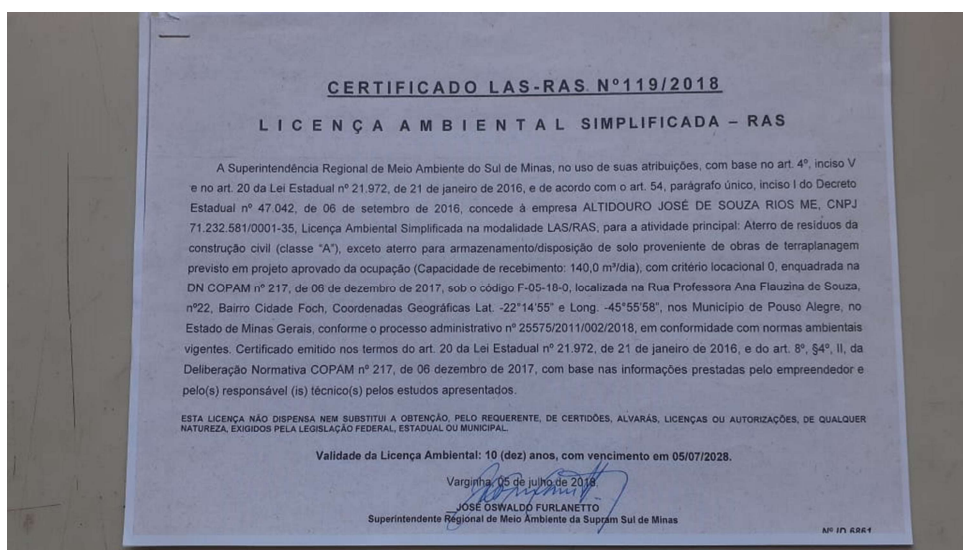 CERTIFICADO LAS-RAS Nº119/2018
LICENÇA AMBIENTAL SIMPLIFICADA – RAS
A Superintendência Regional de Meio Ambiente do Sul de Minas, no uso de suas atribuições, com base no art. 4º, inciso V
e no art. 20 da Lei Estadual nº 21.972, de 21 de janeiro de 2016, e de acordo com o art. 54, parágrafo único, inciso I do Decreto
Estadual nº 47.042, de 06 de setembro de 2016, concede à empresa ALTIDOURO JOSÉ DE SOUZA RIOS ME, CNPJ
71.232.581/0001-35, Licença Ambiental Simplificada na modalidade LAS/RAS, para a atividade principal: Aterro de resíduos da
construção civil (classe “A”), exceto aterro para armazenamento/disposição de solo proveniente de obras de terraplanagem
previsto em projeto aprovado da ocupação (Capacidade de recebimento: 140,0 m³/dia), com critério locacional 0, enquadrada na
DN COPAM nº 217, de 06 de dezembro de 2017, sob o código F-05-18-0, localizada na Rua Professora Ana Flauzina de Souza,
nº22, Bairro Cidade Foch, Coordenadas Geográficas Lat. -22°14'55" e Long. -45°55'58", nos Município de Pouso Alegre, no
Estado de Minas Gerais, conforme o processo administrativo nº 25575/2011/002/2018, em conformidade com normas ambientais
vigentes. Certificado emitido nos termos do art. 20 da Lei Estadual nº 21.972, de 21 de janeiro de 2016, e do art. 8º, §4º, II, da
Deliberação Normativa COPAM nº 217, de 06 dezembro de 2017, com base nas informações prestadas pelo empreendedor e
pelo(s) responsável (is) técnico(s) pelos estudos apresentados.
ESTA LICENÇA NÃO DISPENSA NEM SUBSTITUI A OBTENÇÃO, PELO REQUERENTE, DE CERTIDÕES, ALVARÁS, LICENÇAS OU AUTORIZAÇÕES, DE QUALQUER
NATUREZA, EXIGIDOS PELA LEGISLAÇÃO FEDERAL, ESTADUAL OU MUNICIPAL.
Validade da Licença Ambiental: 10 (dez) anos, com vencimento em 05/07/2028.
Varginha, 05 de julho de 2018.
JOSÉ OSWALDO FURLANETTO
Superintendente Regional de Meio Ambiente da Supram Sul de Minas
Nº ID 6861